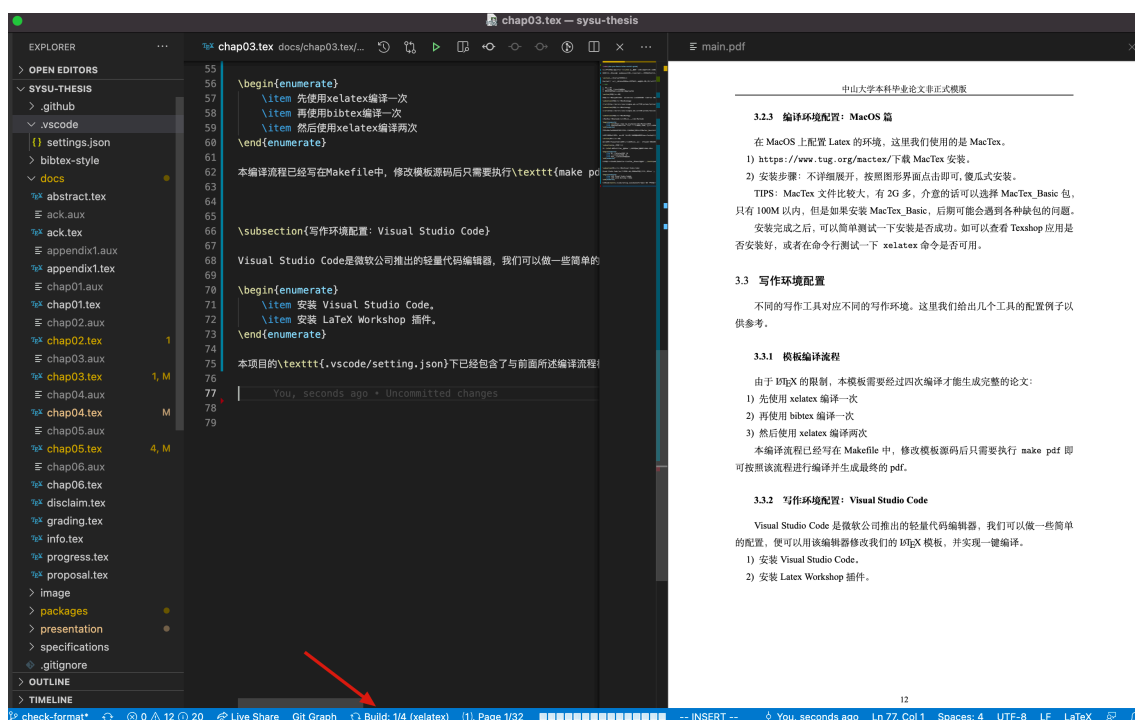 chap03.tex — sysu-thesis
EXPLORER
OPEN EDITORS
SYSU-THESIS
.github
.vscode
{} settings.json
bibtex-style
docs
TEX abstract.tex
ack.aux
TEX ack.tex
appendix1.aux
TEX appendix1.tex
chap01.aux
TEX chap01.tex
chap02.aux
TEX chap02.tex 1
chap03.aux
TEX chap03.tex 1, M
chap04.aux
TEX chap04.tex M
chap05.aux
TEX chap05.tex 4, M
chap06.aux
TEX chap06.tex
TEX disclaim.tex
TEX grading.tex
TEX info.tex
TEX progress.tex
TEX proposal.tex
image
packages
presentation
specifications
.gitignore
OUTLINE
TIMELINE
TEX chap03.tex docs/chap03.tex/...
55
56 \begin{enumerate}
57 \item 先使用xelatex编译一次
58 \item 再使用bibtex编译一次
59 \item 然后使用xelatex编译两次
60 \end{enumerate}
61
62 本编译流程已经写在Makefile中，修改模板源码后只需要执行\texttt{make pd
63
64
65
66 \subsection{写作环境配置：Visual Studio Code}
67
68 Visual Studio Code是微软公司推出的轻量代码编辑器，我们可以做一些简单的
69
70 \begin{enumerate}
71 \item 安装 Visual Studio Code。
72 \item 安装 LaTeX Workshop 插件。
73 \end{enumerate}
74
75 本项目的\texttt{.vscode/setting.json}下已经包含了与前面所述编译流程
76
77 You, seconds ago • Uncommitted changes
78
79
main.pdf
中山大学本科毕业论文非正式模版
3.2.3 编译环境配置：MacOS 篇
在 MacOS 上配置 Latex 的环境，这里我们使用的是 MacTex。
1) https://www.tug.org/mactex/下载 MacTex 安装。
2) 安装步骤：不详细展开，按照图形界面点击即可,傻瓜式安装。
TIPS：MacTex 文件比较大，有 2G 多，介意的话可以选择 MacTex_Basic 包，
只有 100M 以内，但是如果安装 MacTex_Basic，后期可能会遇到各种缺包的问题。
安装完成之后，可以简单测试一下安装是否成功。如可以查看 Texshop 应用是
否安装好，或者在命令行测试一下 xelatex 命令是否可用。
3.3 写作环境配置
不同的写作工具对应不同的写作环境。这里我们给出几个工具的配置例子以
供参考。
3.3.1 模板编译流程
由于 LATEX 的限制，本模板需要经过四次编译才能生成完整的论文：
1) 先使用 xelatex 编译一次
2) 再使用 bibtex 编译一次
3) 然后使用 xelatex 编译两次
本编译流程已经写在 Makefile 中，修改模板源码后只需要执行 make pdf 即
可按照该流程进行编译并生成最终的 pdf。
3.3.2 写作环境配置：Visual Studio Code
Visual Studio Code 是微软公司推出的轻量代码编辑器，我们可以做一些简单
的配置，便可以用该编辑器修改我们的 LATEX 模板，并实现一键编译。
1) 安装 Visual Studio Code。
2) 安装 Latex Workshop 插件。
12
check-format* 0 12 20 Live Share Git Graph Build: 1/4 (xelatex) (1). Page 1/32 -- INSERT -- You, seconds ago Ln 77, Col 1 Spaces: 4 UTF-8 LF LaTeX